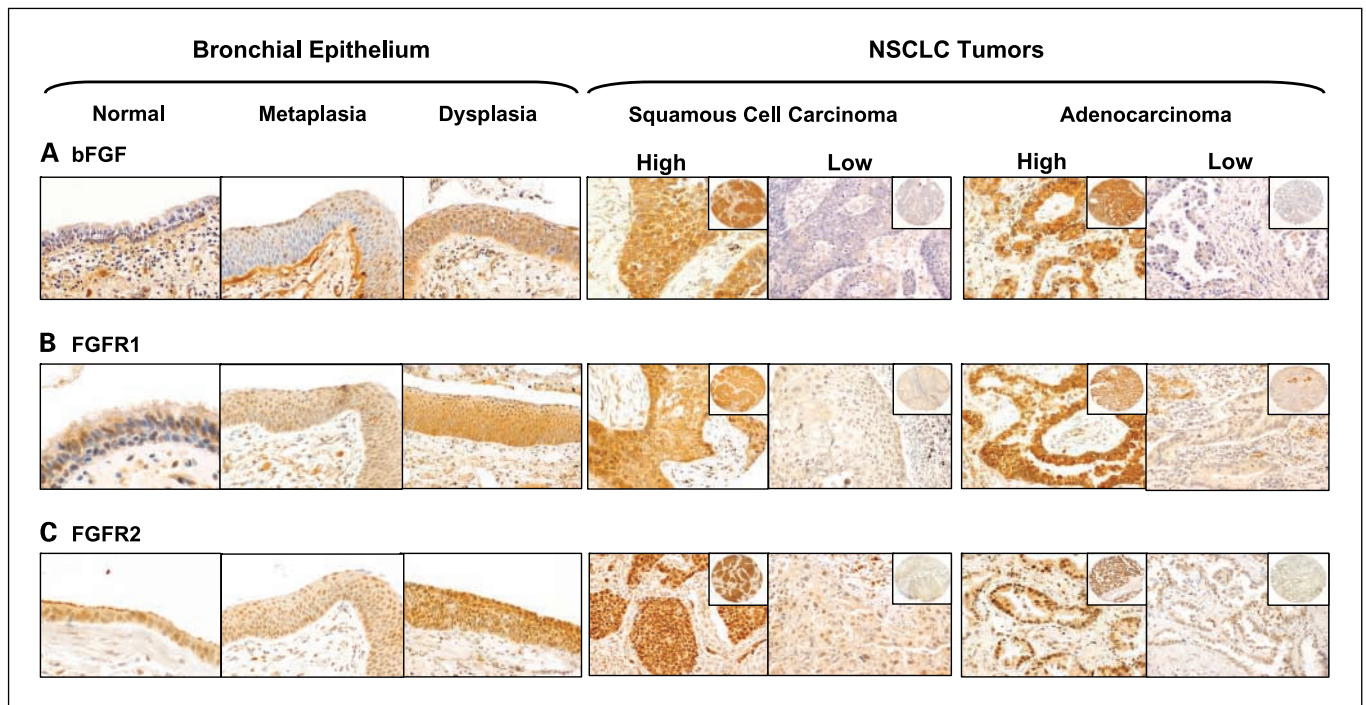 Bronchial Epithelium NSCLC Tumors
Normal Metaplasia Dysplasia Squamous Cell Carcinoma Adenocarcinoma
A bFGF High Low High Low
B FGFR1
C FGFR2